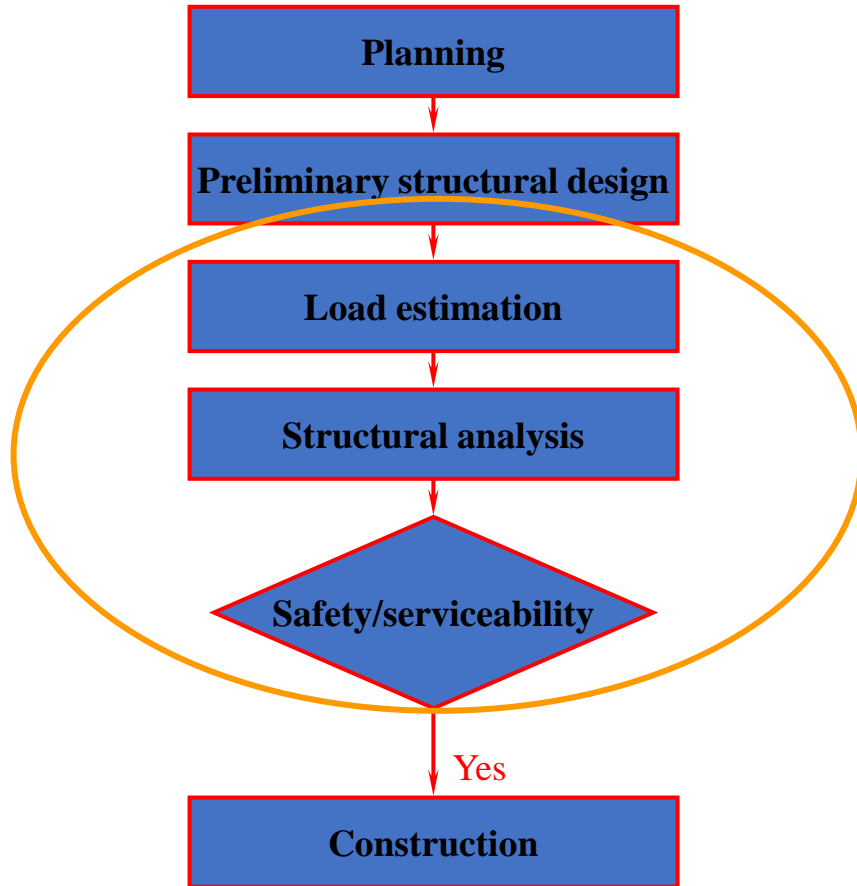 Planning
Preliminary structural design
Load estimation
Structural analysis
Safety/serviceability
Yes
Construction